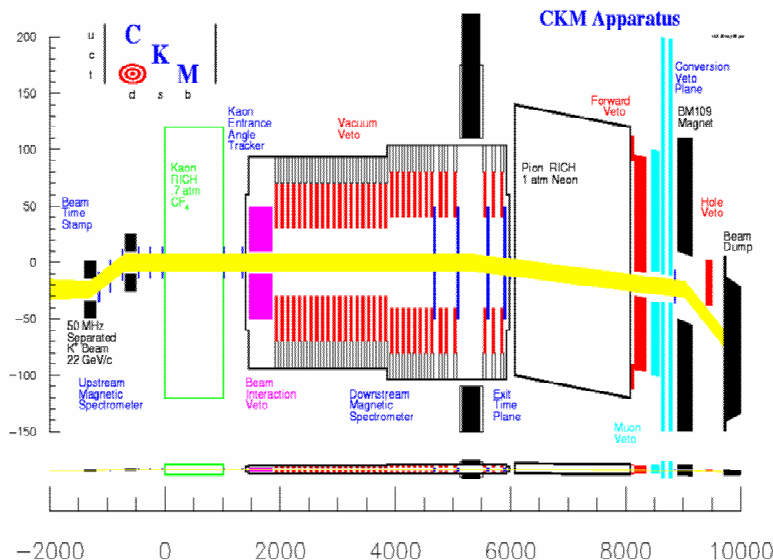 CKM Apparatus
u
c
t
C
K
M
d s b
200
150
100
50
0
−50
−100
−150
Beam
Time
Stamp
50 MHz
Separated
K+ Beam
22 GeV/c
Upstream
Magnetic
Spectrometer
Kaon
RICH
.7 atm
CF4
Kaon
Entrance
Angle
Tracker
Beam
Interaction
Veto
Vacuum
Veto
Downstream
Magnetic
Spectrometer
Exit
Time
Plane
Pion RICH
1 atm Neon
Forward
Veto
Muon
Veto
Conversion
Veto
Plane
BM109
Magnet
Hole
Veto
Beam
Dump
−2000 0 2000 4000 6000 8000 10000